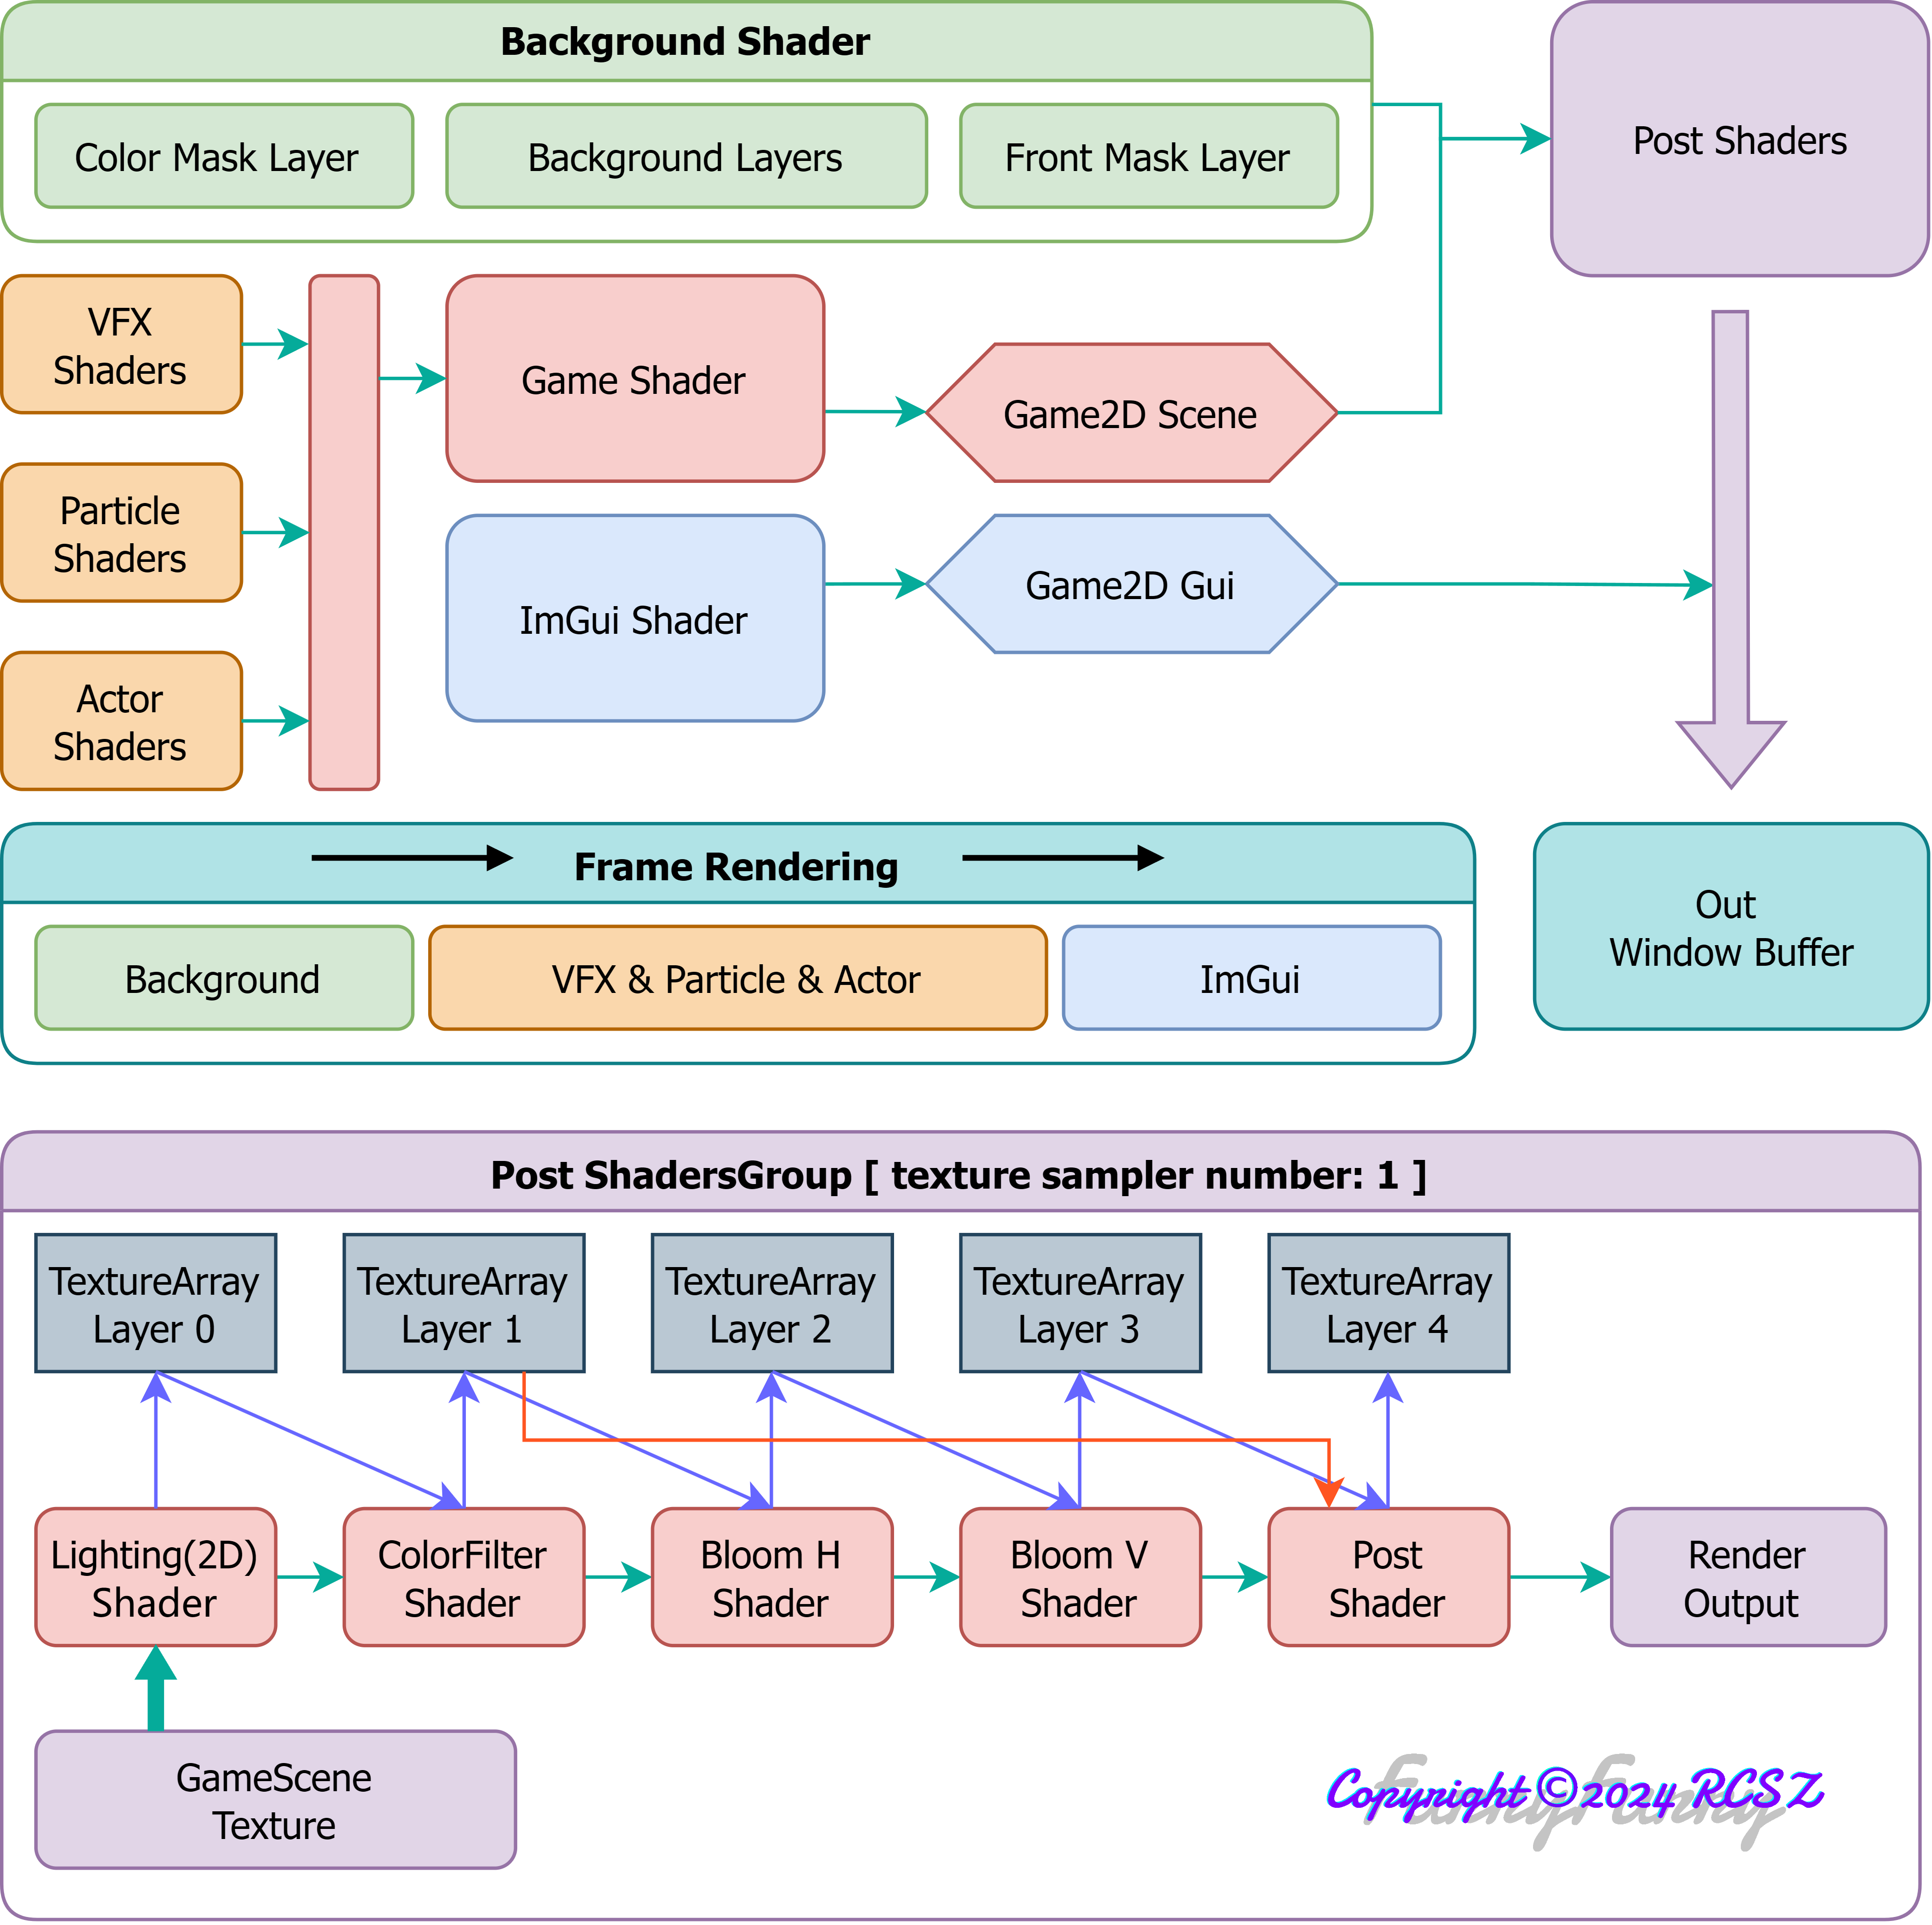 Background Shader
Color Mask Layer
Background Layers
Front Mask Layer
Post Shaders
VFX
Shaders
Game Shader
Game2D Scene
Particle
Shaders
ImGui Shader
Game2D Gui
Actor
Shaders
Frame Rendering
Background
VFX & Particle & Actor
ImGui
Out
Window Buffer
Post ShadersGroup [ texture sampler number: 1 ]
TextureArray
Layer 0
TextureArray
Layer 1
TextureArray
Layer 2
TextureArray
Layer 3
TextureArray
Layer 4
Lighting(2D)
Shader
ColorFilter
Shader
Bloom H
Shader
Bloom V
Shader
Post
Shader
Render
Output
GameScene
Texture
Copyright ©2024 RCSZ